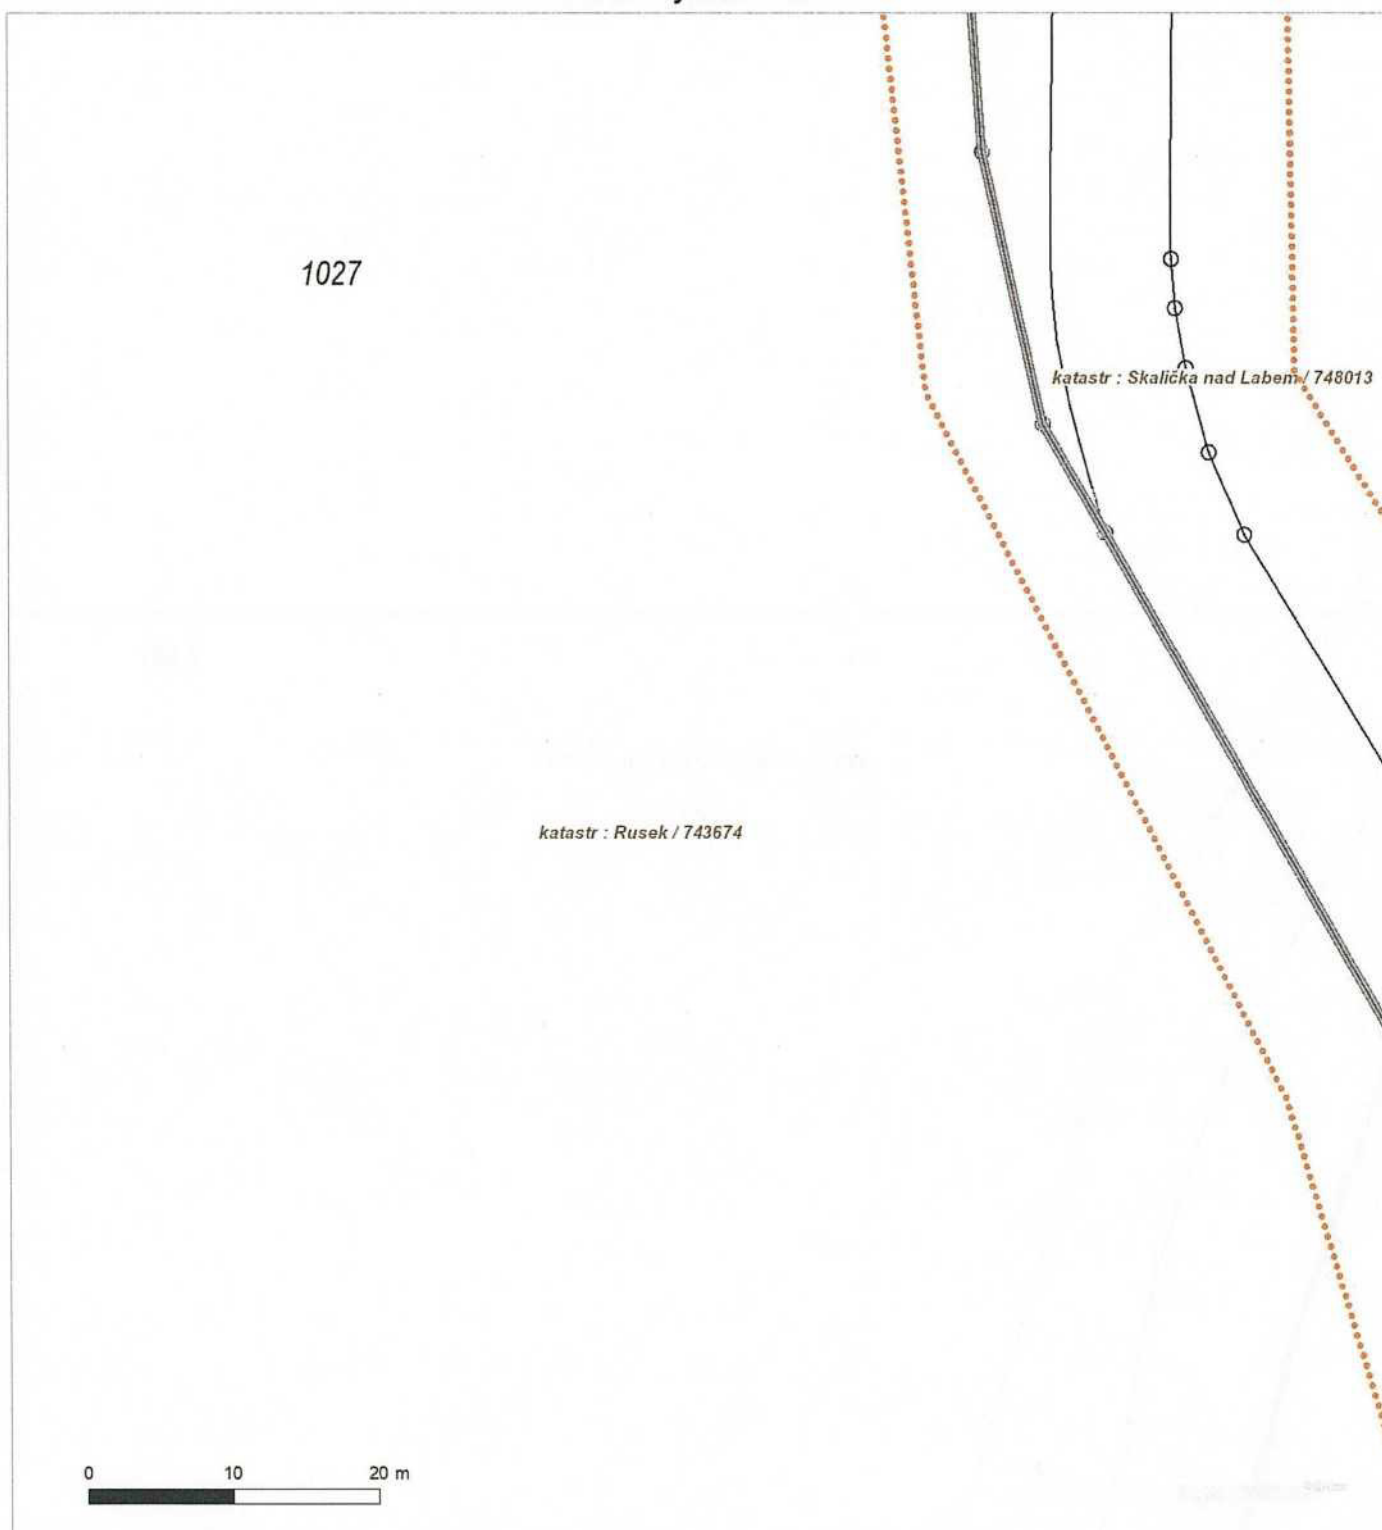 1027
katastr : Skalička nad Labem / 748013
katastr : Rusek / 743674
0 10 20 m